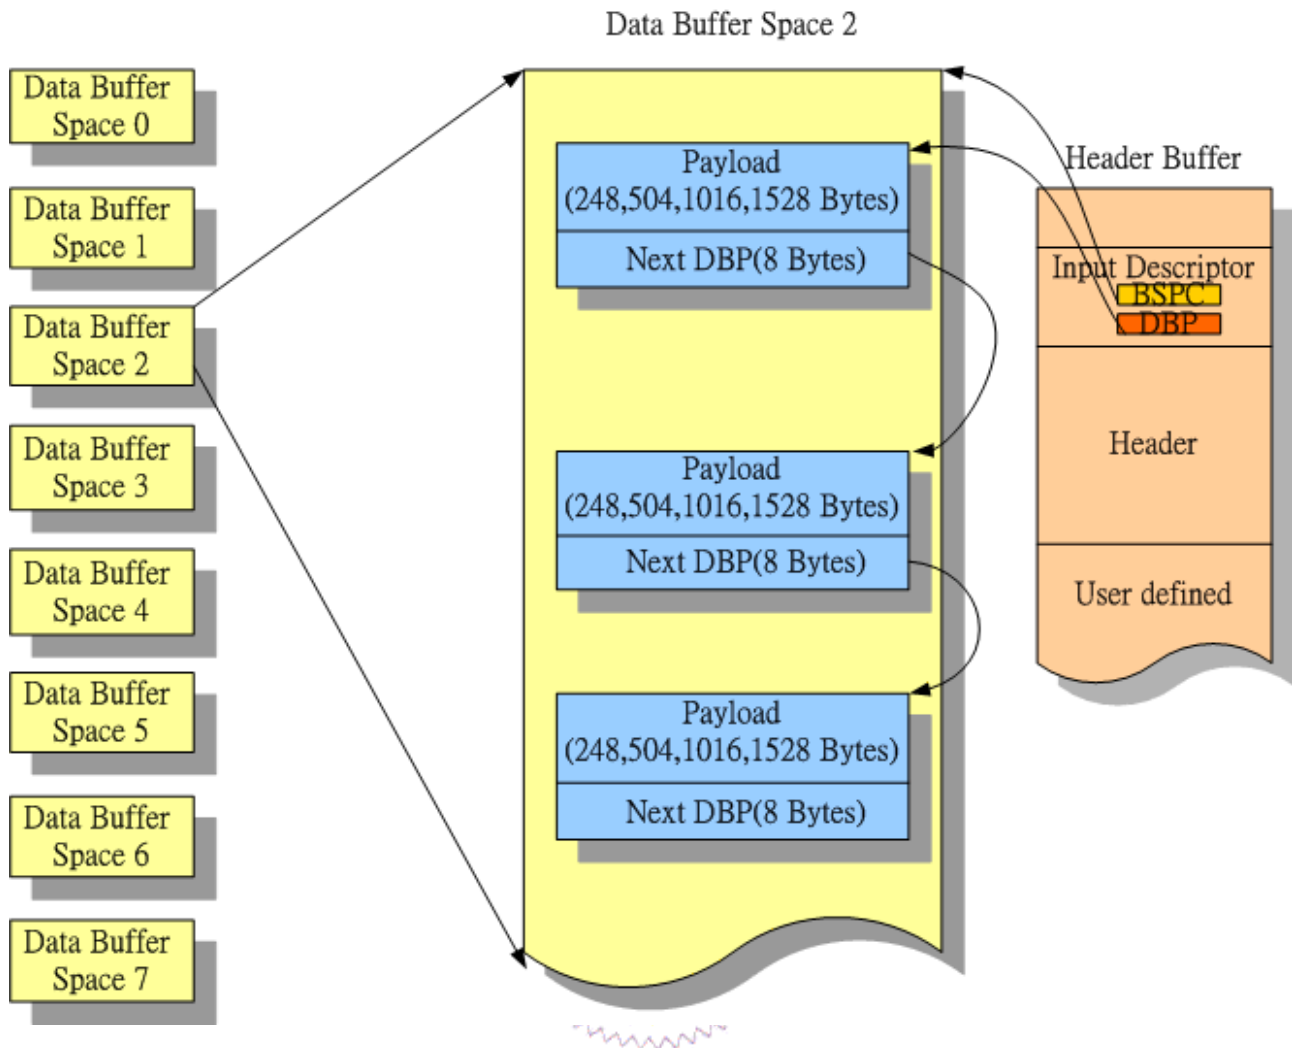 Data Buffer Space 2
Data Buffer
Space 0
Data Buffer
Space 1
Data Buffer
Space 2
Data Buffer
Space 3
Data Buffer
Space 4
Data Buffer
Space 5
Data Buffer
Space 6
Data Buffer
Space 7
Payload
(248,504,1016,1528 Bytes)
Next DBP(8 Bytes)
Payload
(248,504,1016,1528 Bytes)
Next DBP(8 Bytes)
Payload
(248,504,1016,1528 Bytes)
Next DBP(8 Bytes)
Header Buffer
Input Descriptor
BSPC
DBP
Header
User defined